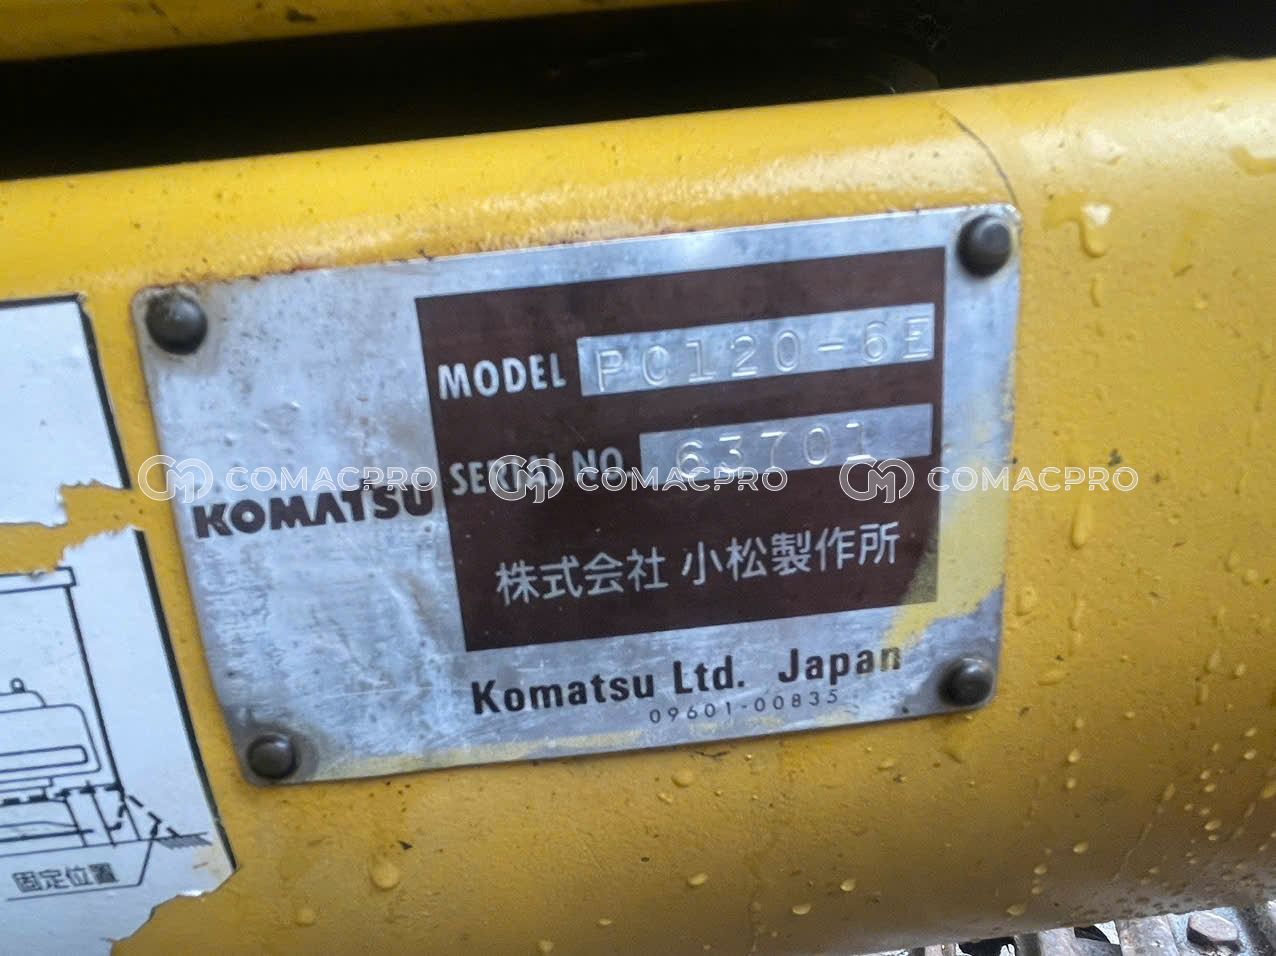 MODEL PC120-6E
SERIAL NO 63701
KOMATSU
株式会社 小松製作所
Komatsu Ltd. Japan
09601-00835
COMACPRO COMACPRO COMACPRO
固定位置